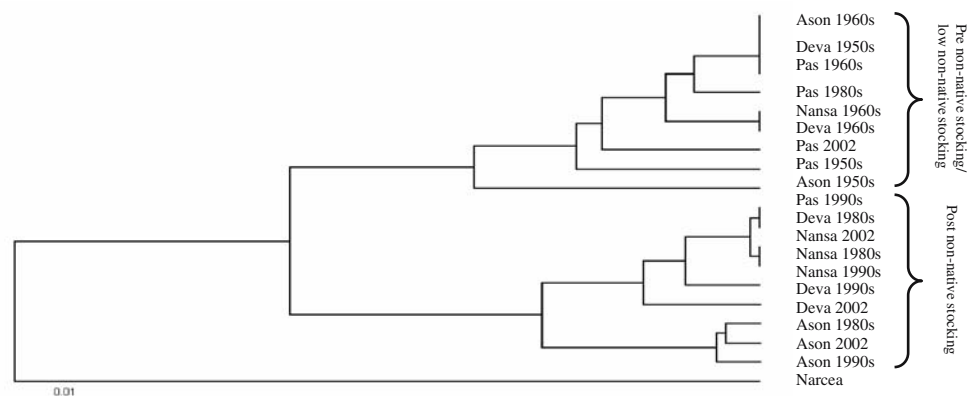 Ason 1960s
Deva 1950s
Pas 1960s
Pas 1980s
Nansa 1960s
Deva 1960s
Pas 2002
Pas 1950s
Ason 1950s
Pas 1990s
Deva 1980s
Nansa 2002
Nansa 1980s
Nansa 1990s
Deva 1990s
Deva 2002
Ason 1980s
Ason 2002
Ason 1990s
Narcea
Pre non-native stocking/
low non-native stocking
Post non-native stocking
0.01